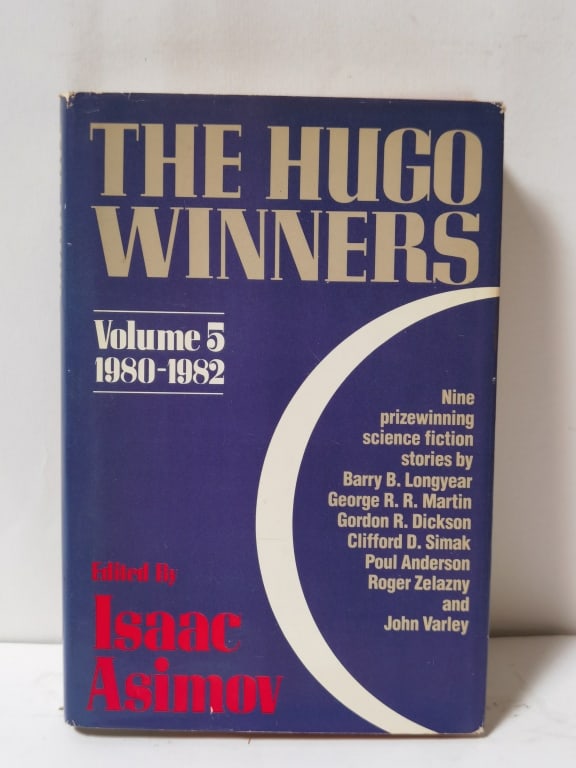 THE HUGO
WINNERS
Volume 5
1980-1982
Nine
prizewinning
science fiction
stories by
Barry B. Longyear
George R. R. Martin
Gordon R. Dickson
Clifford D. Simak
Poul Anderson
Roger Zelazny
and
John Varley
Edited By
Isaac
Asimov